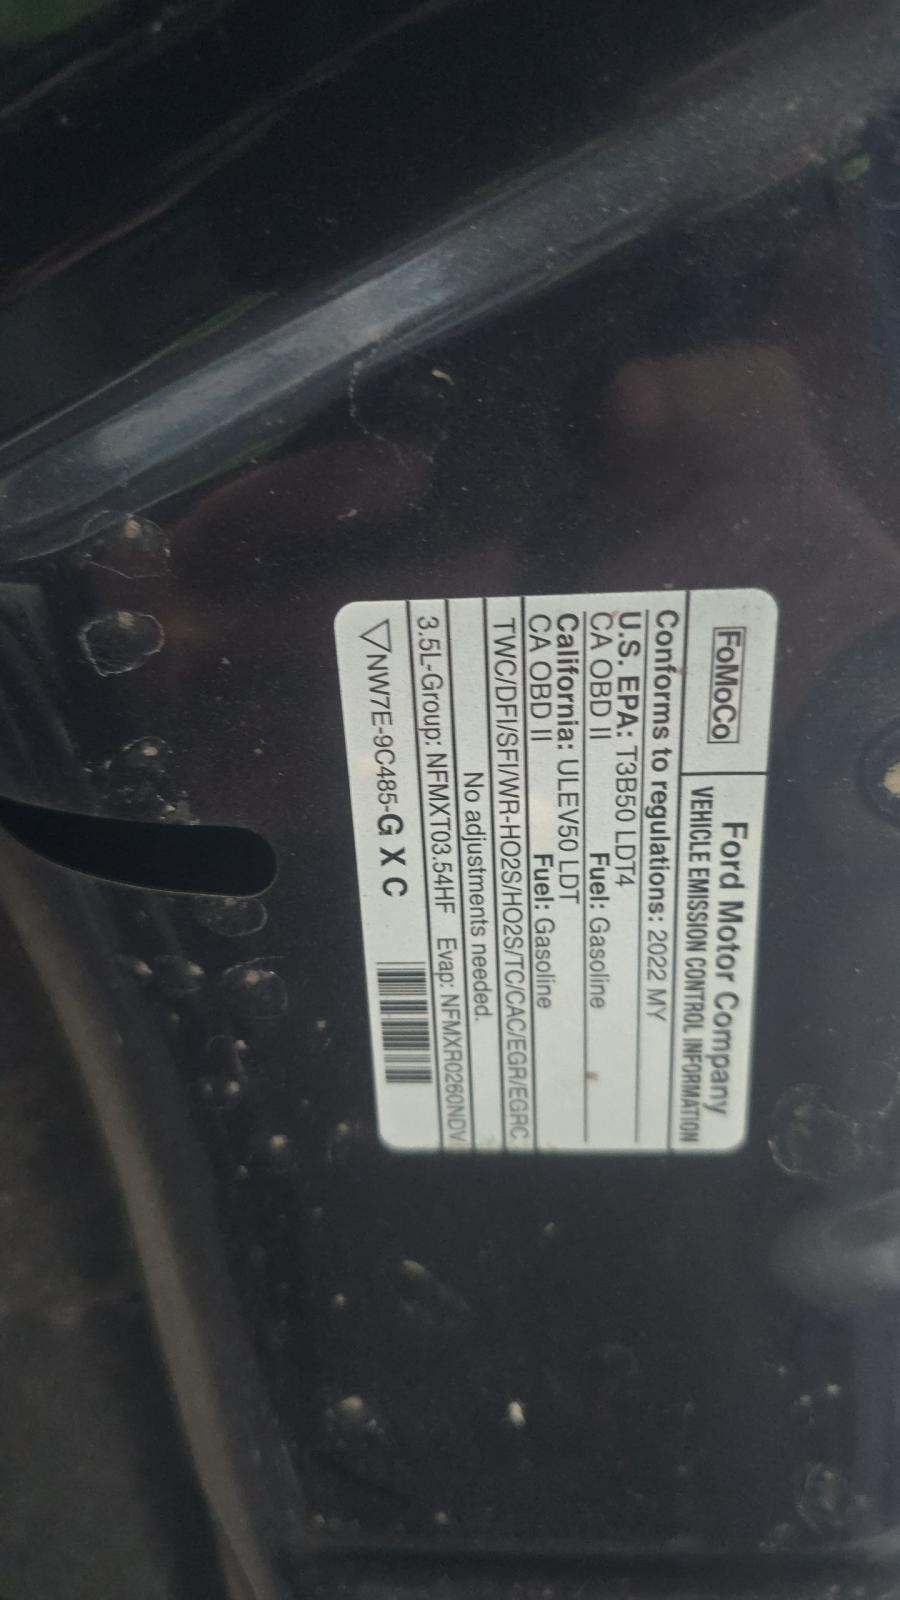 FoMoCo
Ford Motor Company
VEHICLE EMISSION CONTROL INFORMATION
Conforms to regulations: 2022 MY
U.S. EPA: T3B50 LDT4 Fuel: Gasoline
CA OBD II
California: ULEV50 LDT Fuel: Gasoline
CA OBD II
TWC/DFI/SFI/WR-HO2S/HO2S/TC/CAC/EGR/EGRC
No adjustments needed.
3.5L-Group: NFMXT03.54HF Evap: NFMXR0260NDV
NW7E-9C485-G X C